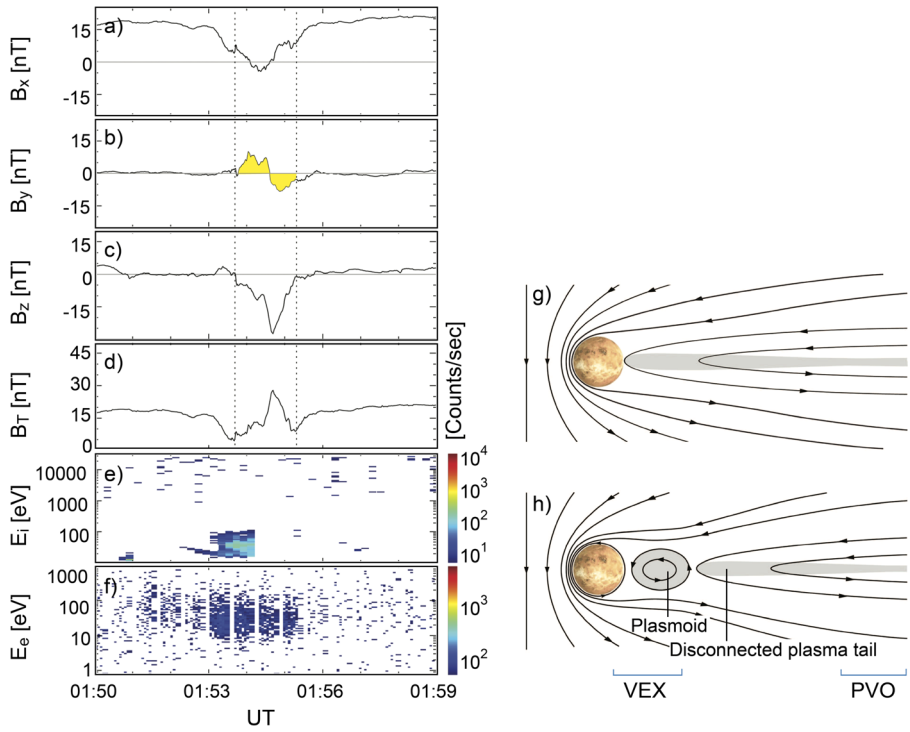 a)
15
0
-15
Bx [nT]
b)
15
0
-15
By [nT]
c)
15
0
-15
Bz [nT]
d)
45
30
15
0
BT [nT]
e)
10000
1000
100
Ei [eV]
f)
1000
100
10
1
Ee [eV]
01:50
01:53
01:56
01:59
UT
[Counts/sec]
10^4
10^3
10^2
10^1
10^3
10^2
g)
h)
Plasmoid
Disconnected plasma tail
VEX
PVO